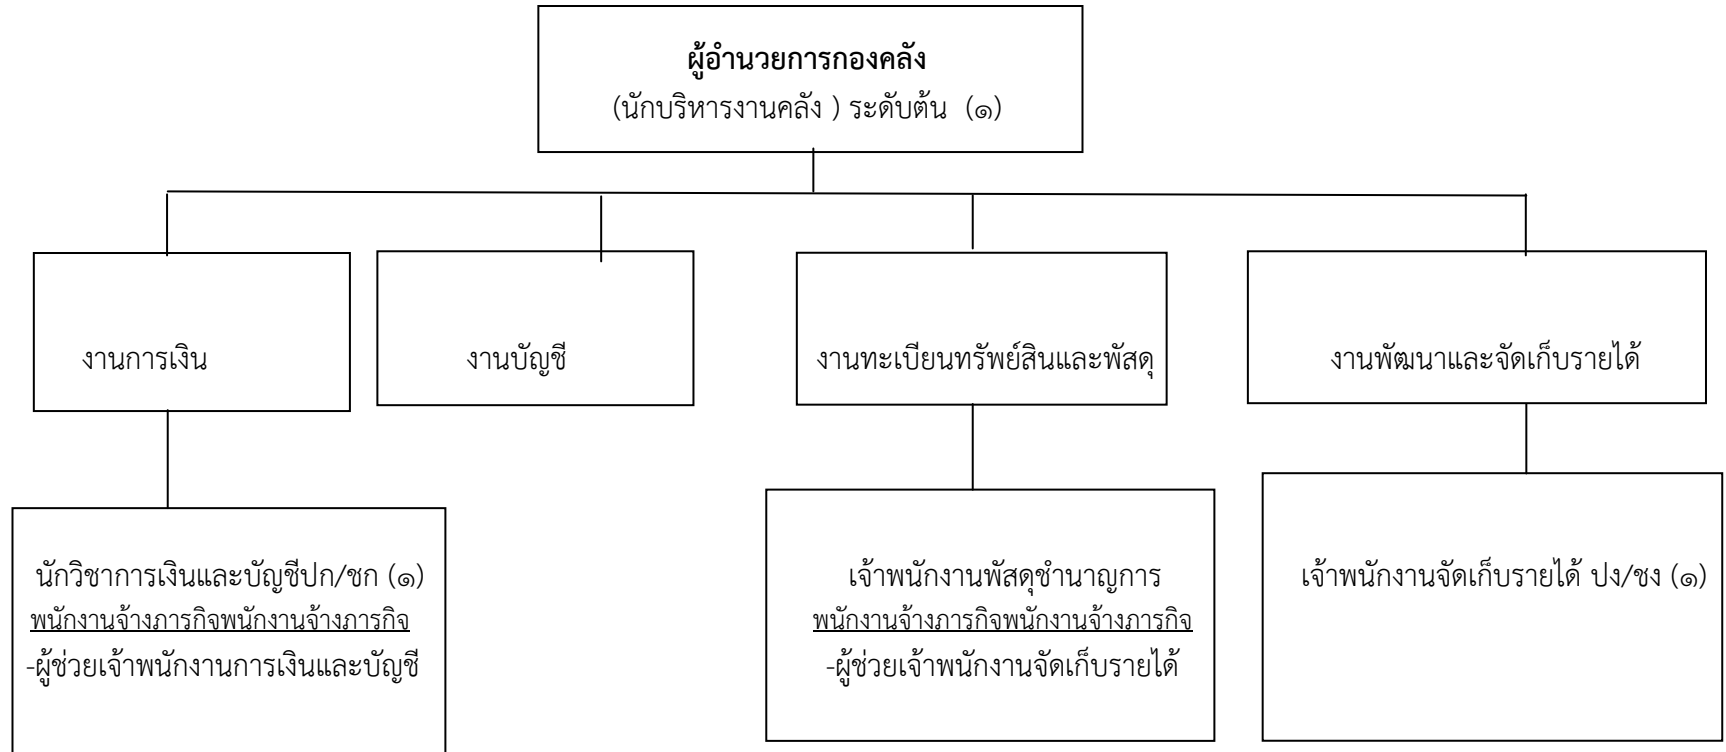 ผู้อำนวยการกองคลัง
(นักบริหารงานคลัง ) ระดับต้น (๑)
งานการเงิน
งานบัญชี
งานทะเบียนทรัพย์สินและพัสดุ
งานพัฒนาและจัดเก็บรายได้
นักวิชาการเงินและบัญชีปก/ชก (๑)
พนักงานจ้างภารกิจพนักงานจ้างภารกิจ
-ผู้ช่วยเจ้าพนักงานการเงินและบัญชี
เจ้าพนักงานพัสดุชำนาญการ
พนักงานจ้างภารกิจพนักงานจ้างภารกิจ
-ผู้ช่วยเจ้าพนักงานจัดเก็บรายได้
เจ้าพนักงานจัดเก็บรายได้ ปง/ชง (๑)